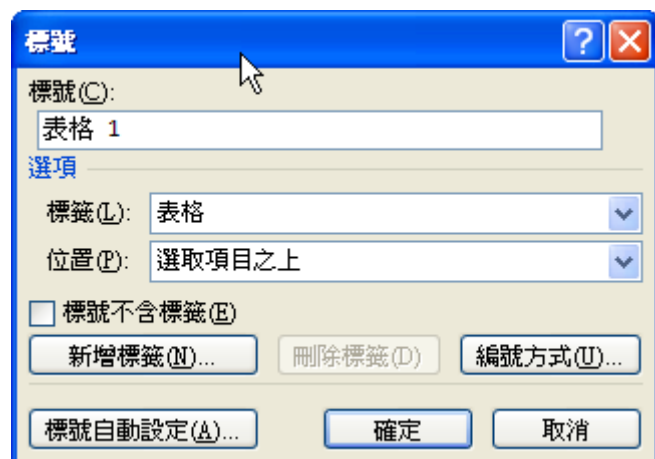 標號
標號(C):
表格 1
選項
標籤(L): 表格
位置(P): 選取項目之上
標號不含標籤(E)
新增標籤(N)... 刪除標籤(D) 編號方式(U)...
標號自動設定(A)... 確定 取消